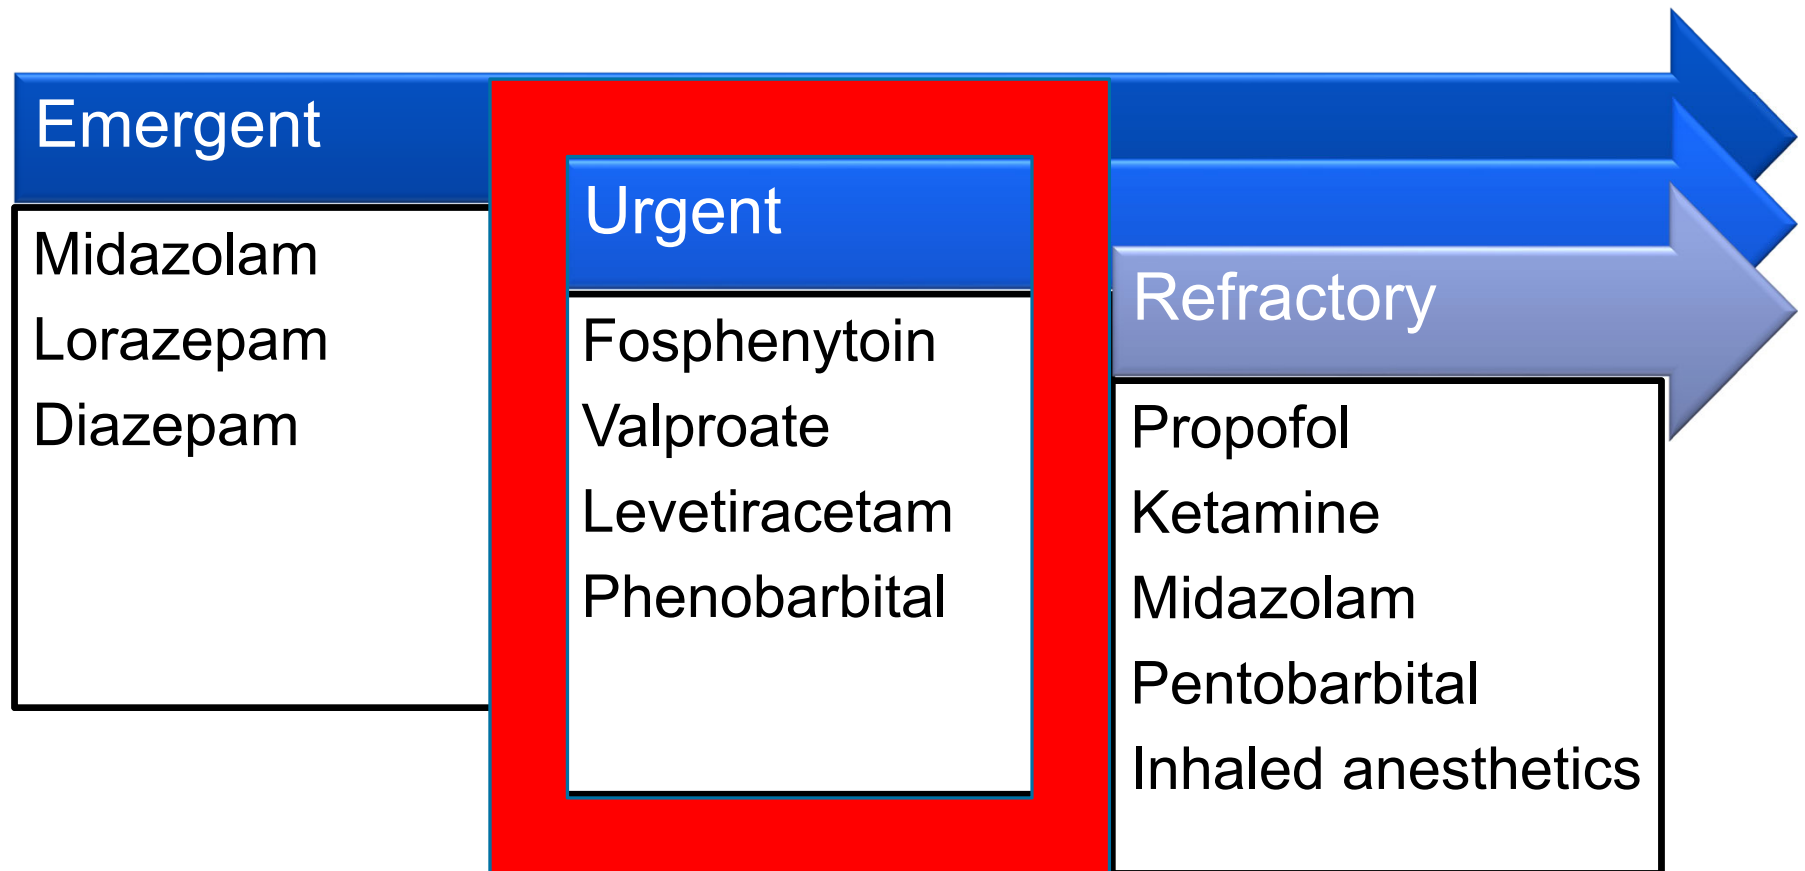 Emergent
Midazolam
Lorazepam
Diazepam
Urgent
Fosphenytoin
Valproate
Levetiracetam
Phenobarbital
Refractory
Propofol
Ketamine
Midazolam
Pentobarbital
Inhaled anesthetics